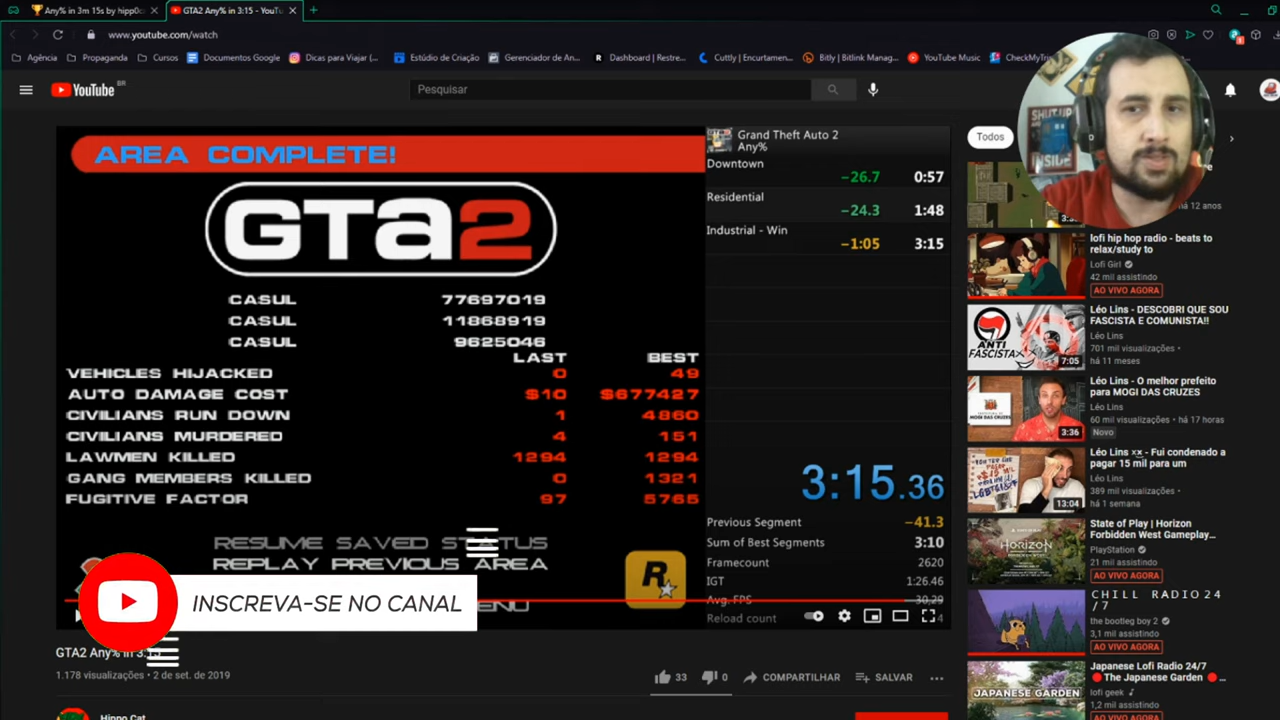 Any% in 3m 15s by hipp0c
GTA2 Any% in 3:15 - YouTu
www.youtube.com/watch
Agência
Propaganda
Cursos
Documentos Google
Dicas para Viajar (...
Estúdio de Criação
Gerenciador de An...
Dashboard | Restre...
Cuttly | Encurtamen...
Bitly | Bitlink Manag...
YouTube Music
CheckMyTri
YouTube BR
Pesquisar
SHUT UP
AND
INSIDE
Todos
AREA COMPLETE!
GTA2
CASUL 77697019
CASUL 11868919
CASUL 9625046
LAST BEST
VEHICLES HIJACKED 0 49
AUTO DAMAGE COST $10 $677427
CIVILIANS RUN DOWN 1 4860
CIVILIANS MURDERED 4 151
LAWMEN KILLED 1294 1294
GANG MEMBERS KILLED 0 1321
FUGITIVE FACTOR 97 5765
RESUME SAVED STATUS
REPLAY PREVIOUS AREA
INSCREVA-SE NO CANAL
Grand Theft Auto 2
Any%
Downtown
-26.7 0:57
Residential
-24.3 1:48
Industrial - Win
-1:05 3:15
3:15.36
Previous Segment -41.3
Sum of Best Segments 3:10
Framecount 2620
IGT 1:26.46
Avg. FPS 30,29
Reload count 4
GTA2 Any% in 3:15
1.178 visualizações • 2 de set. de 2019
33
0
COMPARTILHAR
SALVAR
Hippo Cat
há 12 anos
lofi hip hop radio - beats to
relax/study to
Lofi Girl
42 mil assistindo
AO VIVO AGORA
ANTI
FASCISTA
7:05
Léo Lins - DESCOBRI QUE SOU
FASCISTA E COMUNISTA!!
Léo Lins
701 mil visualizações •
há 11 meses
3:36
Léo Lins - O melhor prefeito
para MOGI DAS CRUZES
Léo Lins
60 mil visualizações • há 17 horas
Novo
13:04
Léo Lins ×× - Fui condenado a
pagar 15 mil para um
Léo Lins
389 mil visualizações •
há 1 semana
State of Play | Horizon
Forbidden West Gameplay...
PlayStation
AO VIVO AGORA
CHILL RADIO 24
/7
the bootleg boy 2
3,1 mil assistindo
AO VIVO AGORA
JAPANESE GARDEN
Japanese Lofi Radio 24/7
The Japanese Garden
lofi geek
1,2 mil assistindo